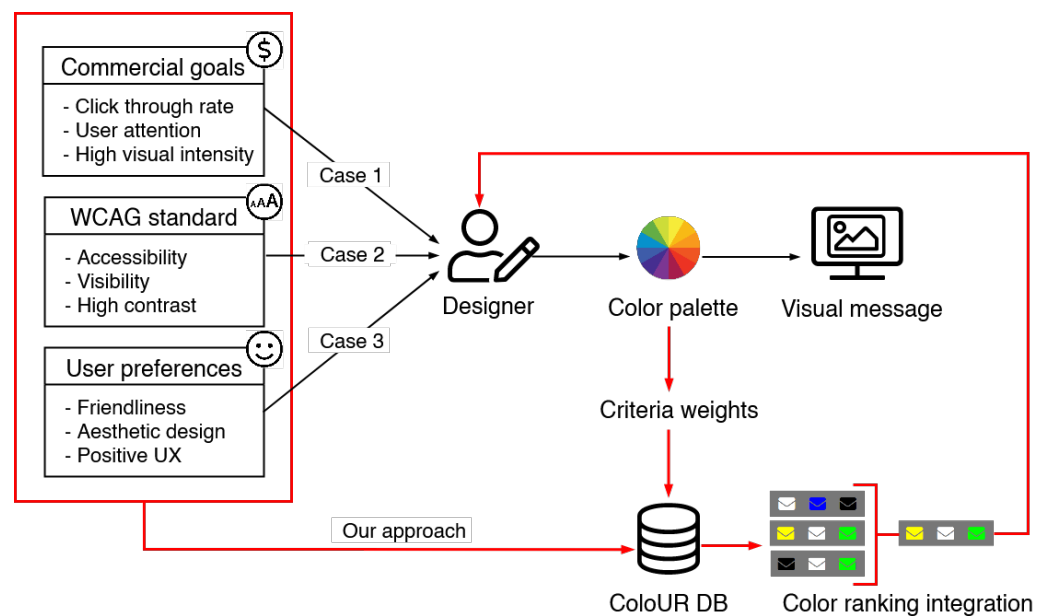 $
Commercial goals
- Click through rate
- User attention
- High visual intensity
AAA
WCAG standard
- Accessibility
- Visibility
- High contrast
User preferences
- Friendliness
- Aesthetic design
- Positive UX
Case 1
Case 2
Case 3
Designer
Color palette
Visual message
Criteria weights
Our approach
ColoUR DB
Color ranking integration